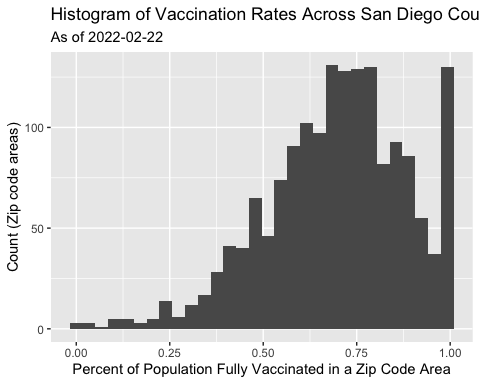 Histogram of Vaccination Rates Across San Diego Cou
As of 2022-02-22
Count (Zip code areas)
100
50
0
0.00 0.25 0.50 0.75 1.00
Percent of Population Fully Vaccinated in a Zip Code Area